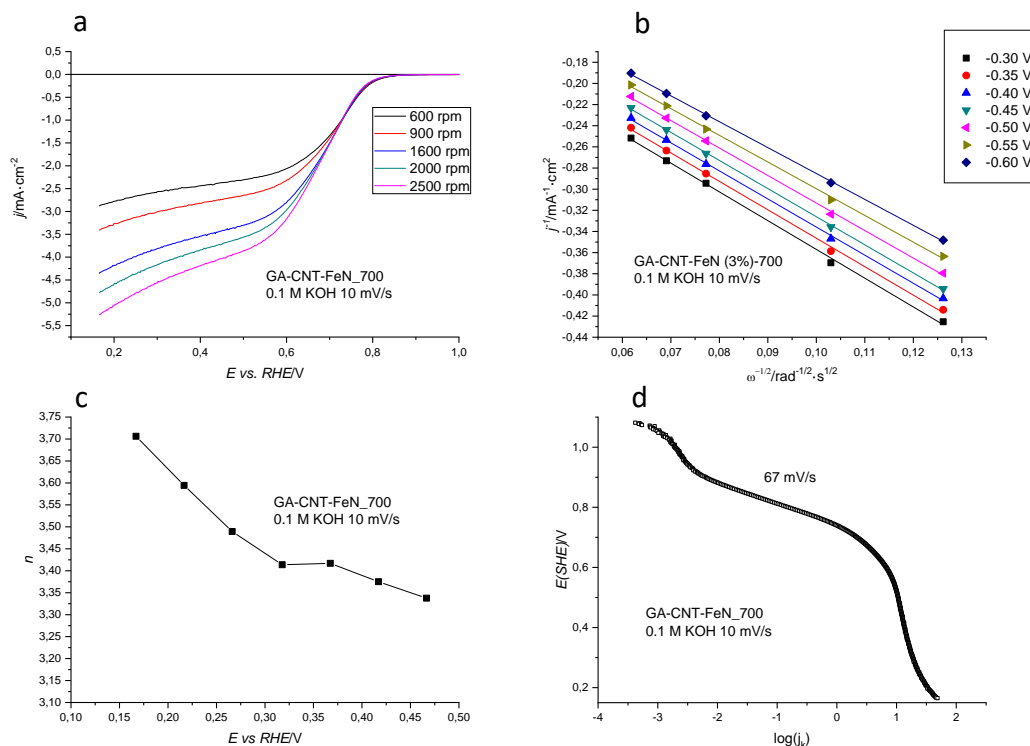 a
0,5
0,0
-0,5
-1,0
-1,5
-2,0
-2,5
-3,0
-3,5
-4,0
-4,5
-5,0
-5,5
j/mA·cm⁻²
600 rpm
900 rpm
1600 rpm
2000 rpm
2500 rpm
GA-CNT-FeN_700
0.1 M KOH 10 mV/s
0,2 0,4 0,6 0,8 1,0
E vs. RHE/V
b
-0,18
-0,20
-0,22
-0,24
-0,26
-0,28
-0,30
-0,32
-0,34
-0,36
-0,38
-0,40
-0,42
-0,44
j⁻¹/mA⁻¹·cm²
-0.30 V
-0.35 V
-0.40 V
-0.45 V
-0.50 V
-0.55 V
-0.60 V
GA-CNT-FeN (3%)-700
0.1 M KOH 10 mV/s
0,06 0,07 0,08 0,09 0,10 0,11 0,12 0,13
ω⁻¹/²/rad⁻¹/²·s¹/²
c
3,75
3,70
3,65
3,60
3,55
3,50
3,45
3,40
3,35
3,30
3,25
3,20
3,15
3,10
n
GA-CNT-FeN_700
0.1 M KOH 10 mV/s
0,10 0,15 0,20 0,25 0,30 0,35 0,40 0,45 0,50
E vs RHE/V
d
1,0
0,8
0,6
0,4
0,2
E(SHE)/V
67 mV/s
GA-CNT-FeN_700
0.1 M KOH 10 mV/s
-4 -3 -2 -1 0 1 2
log(jₖ)